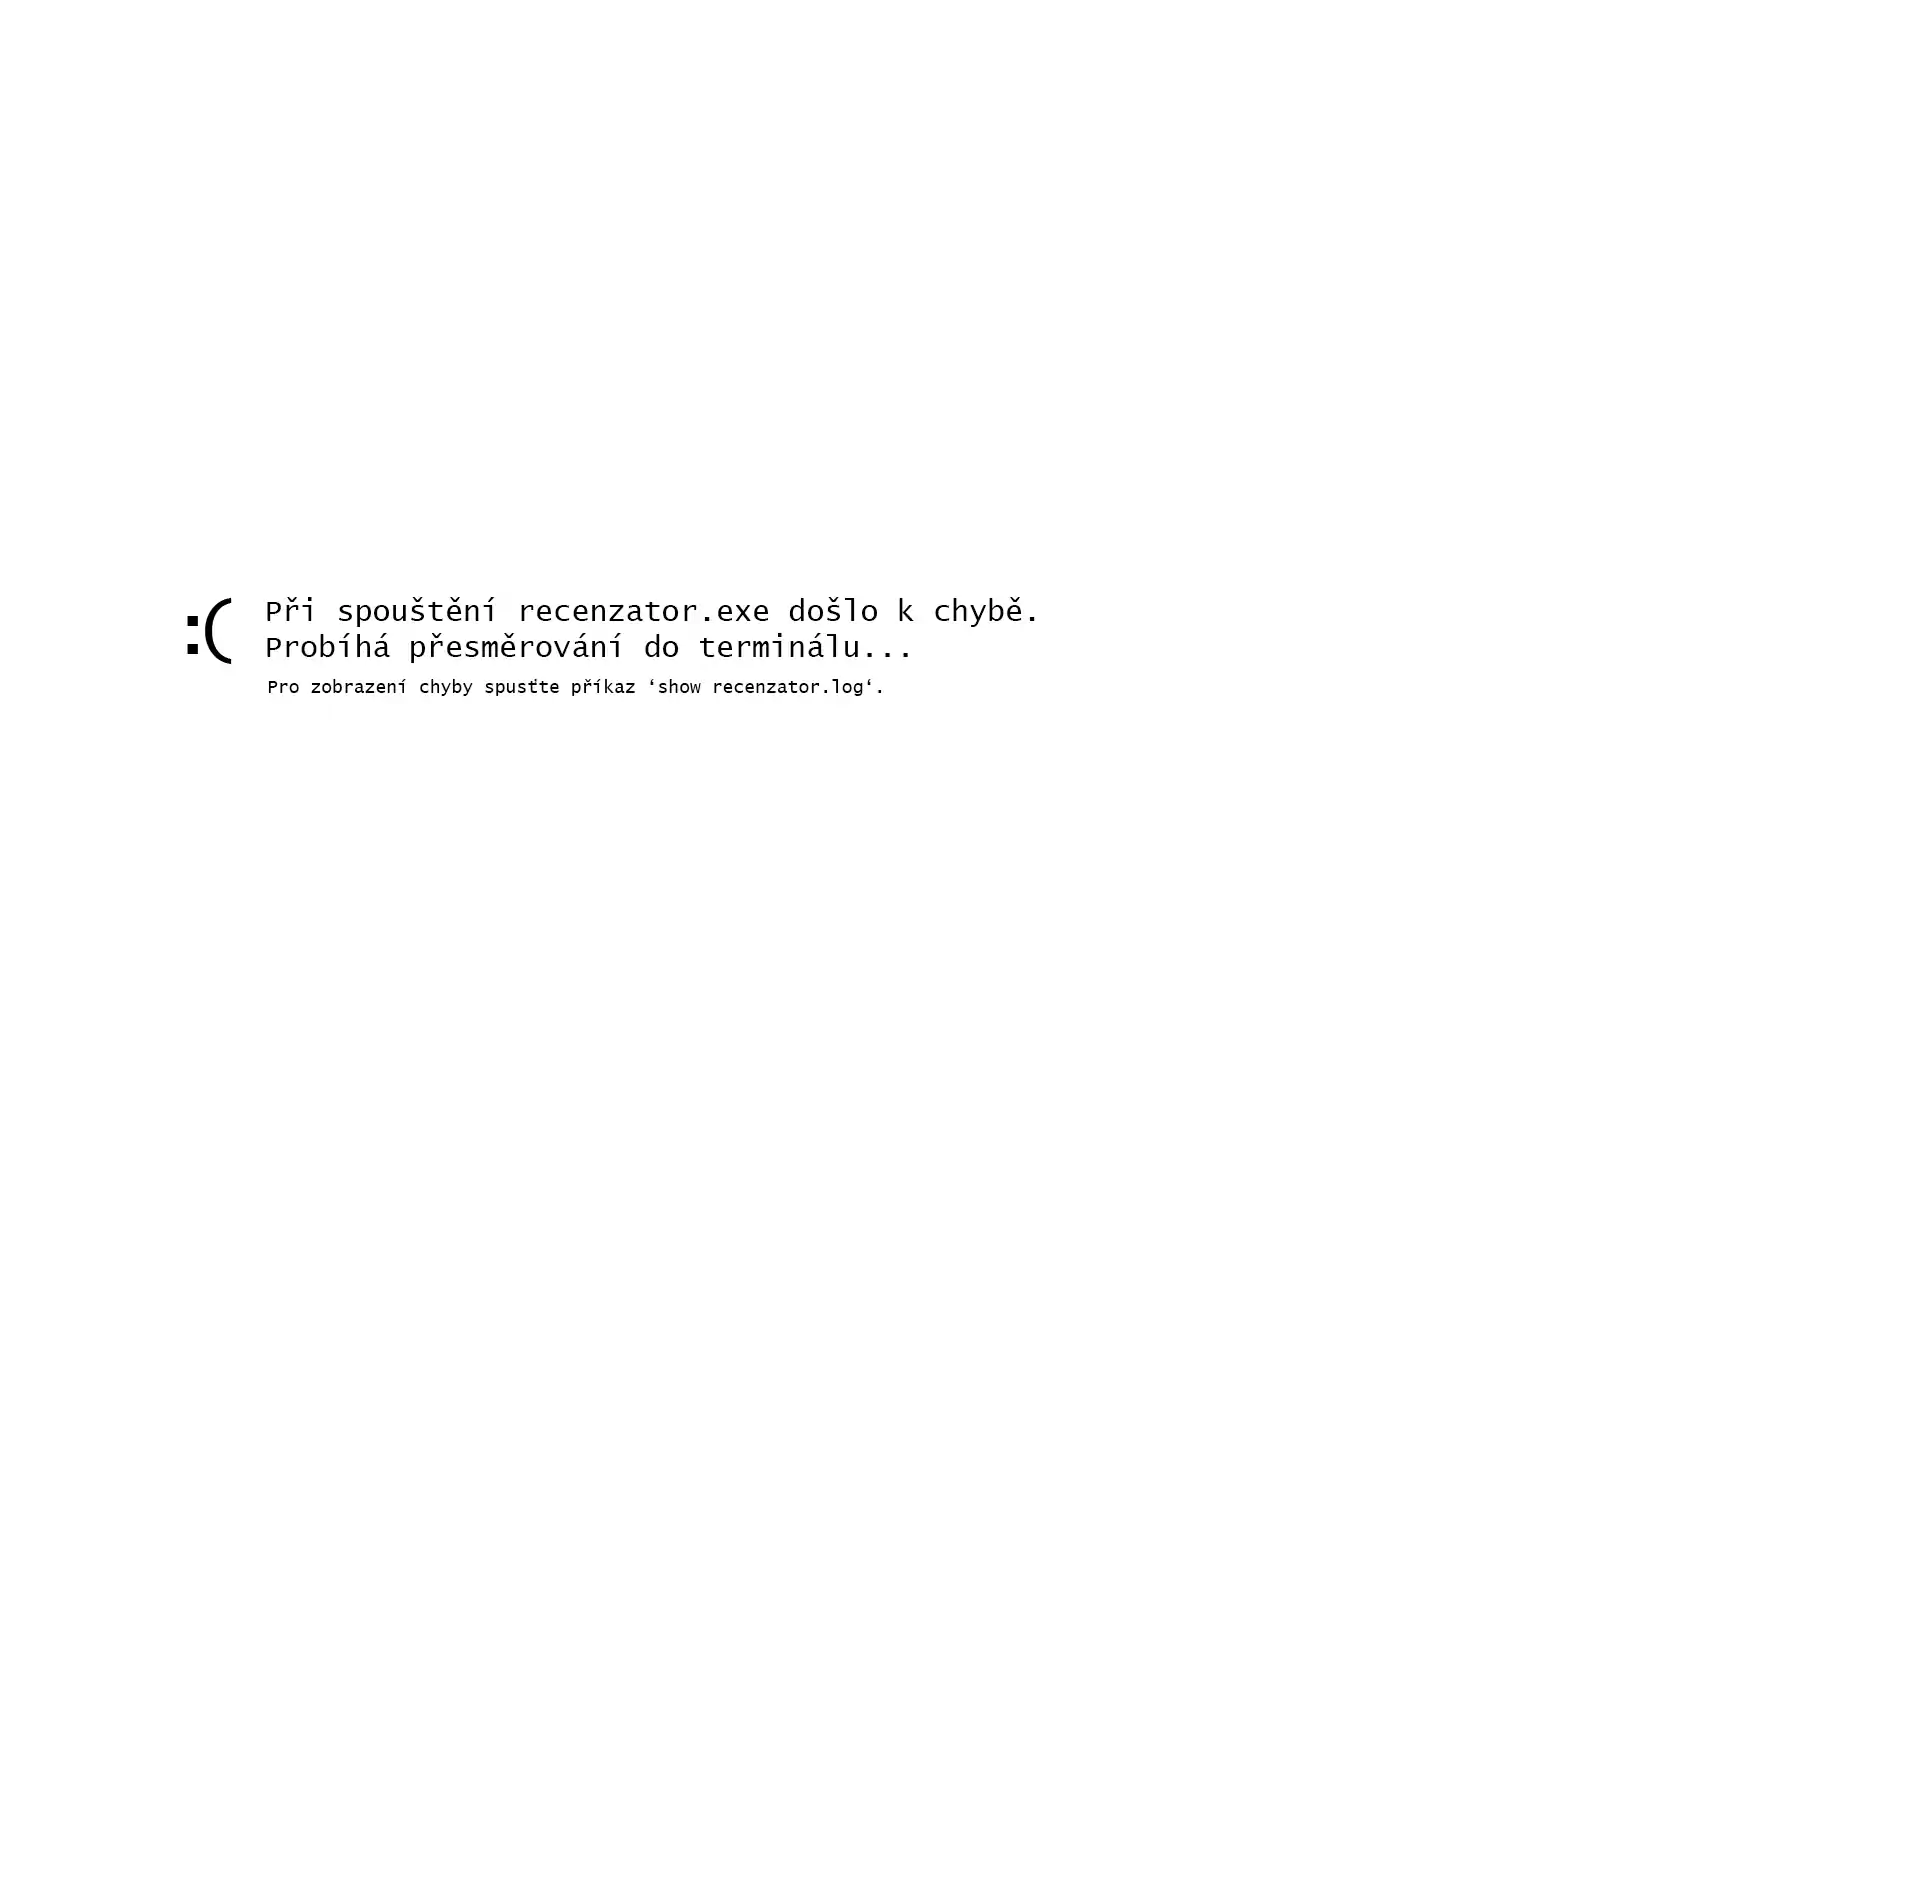 :( Při spouštění recenzator.exe došlo k chybě.
Probíhá přesměrování do terminálu...
Pro zobrazení chyby spusťte příkaz ‘show recenzator.log‘.